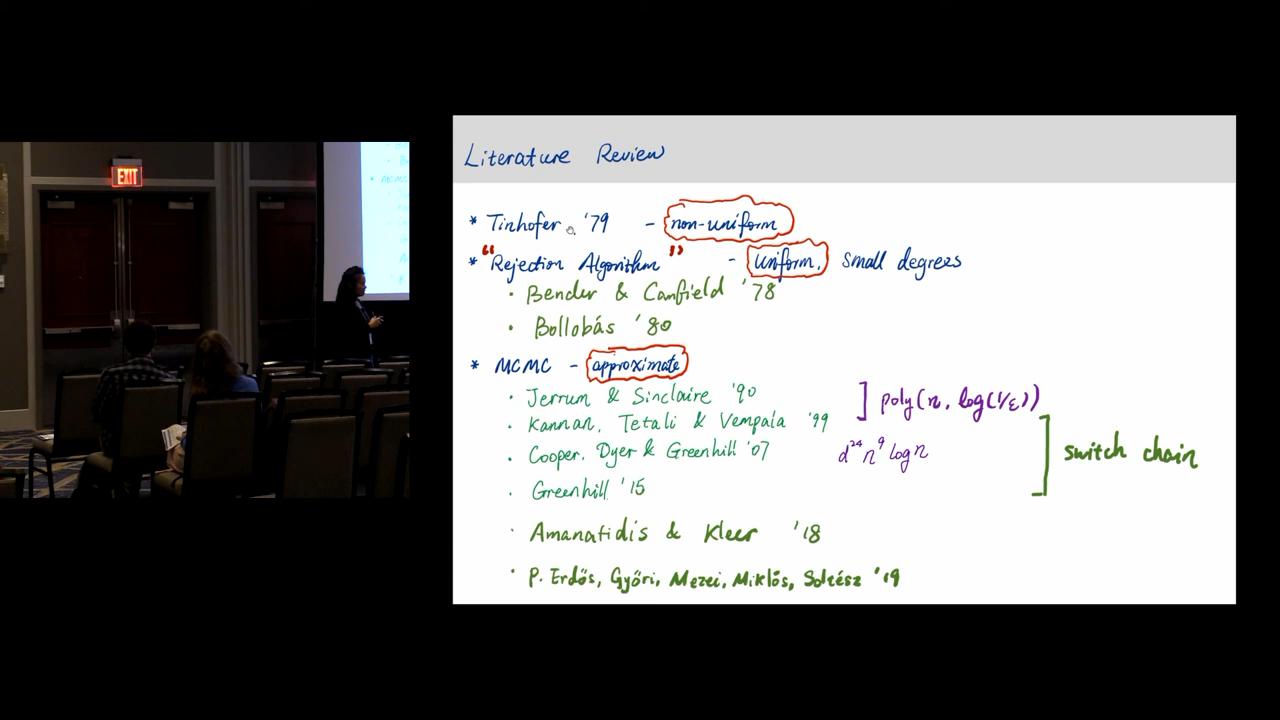 EXIT
Literature Review
* Tinhofer '79 - non-uniform
* "Rejection Algorithm" - uniform, small degrees
· Bender & Canfield '78
· Bollobás '80
* MCMC - approximate
· Jerrum & Sinclaire '90
] poly(n, log(1/ε))
· Kannan, Tetali & Vempala '99
· Cooper, Dyer & Greenhill '07 d²⁴ n⁹ log n
] switch chain
· Greenhill '15
· Amanatidis & Kleer '18
· P. Erdős, Győri, Mezei, Miklós, Soltész '19